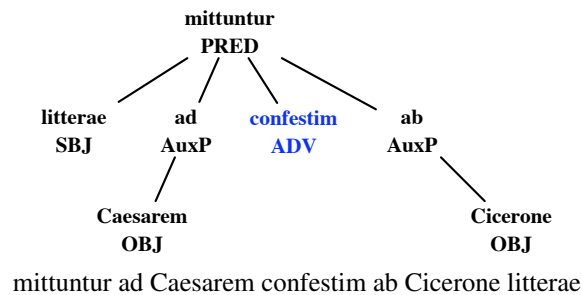 mittuntur
PRED
litterae ad confestim ab
SBJ AuxP ADV AuxP
Caesarem Cicerone
OBJ OBJ
mittuntur ad Caesarem confestim ab Cicerone litterae